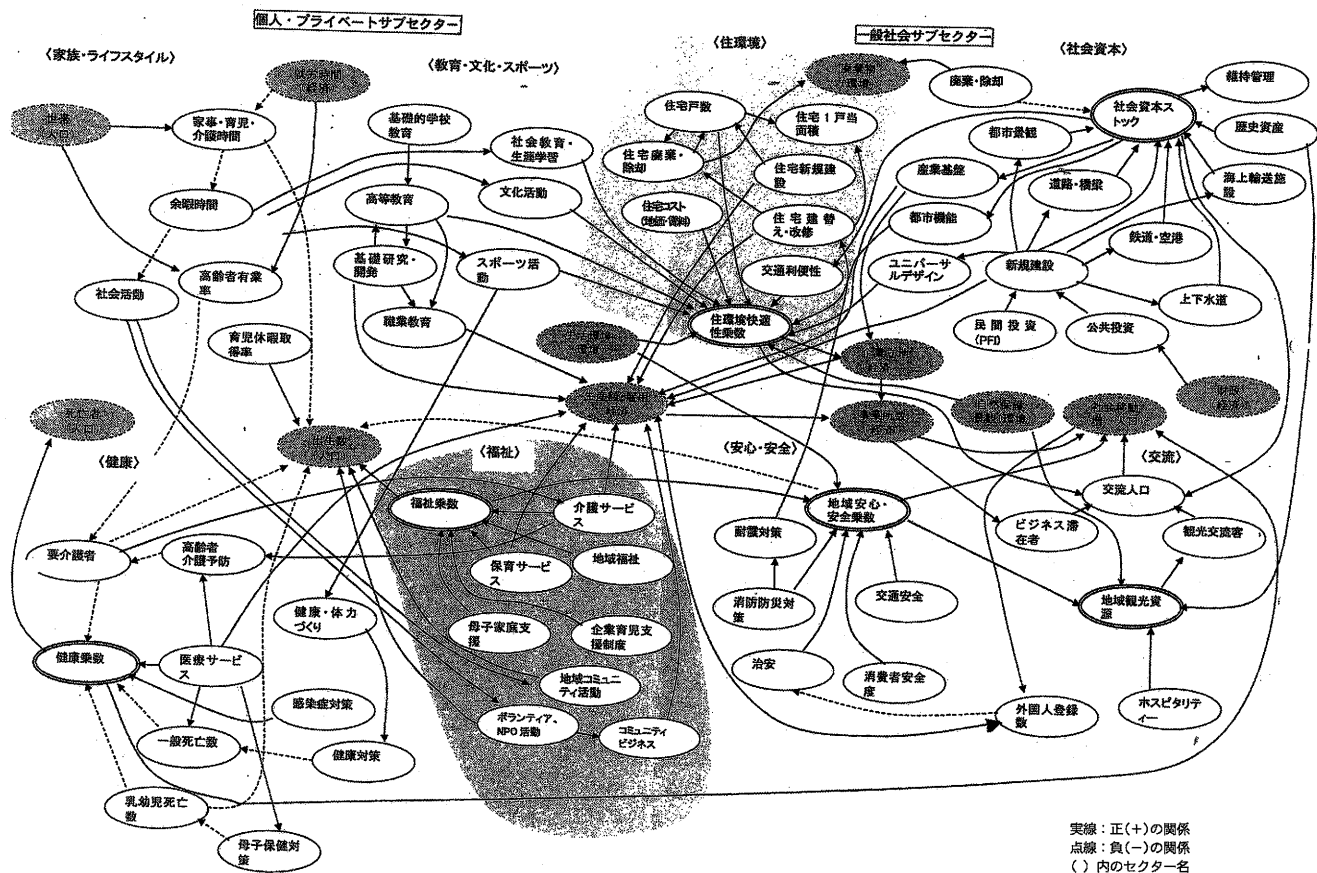 個人・プライベートサブセクター
一般社会サブセクター
〈家族・ライフスタイル〉
〈教育・文化・スポーツ〉
〈住環境〉
〈社会資本〉
家事・育児・
介護時間
余暇時間
社会活動
高齢者有業
率
育児休暇取
得率
基礎的学校
教育
高等教育
基礎研究・
開発
職業教育
社会教育・
生涯学習
文化活動
スポーツ活
動
住宅戸数
住宅1戸当
面積
住宅廃業・
除却
住宅新規建
設
住宅コスト
(地価・賃料)
住宅建替
え・改修
交通利便性
住環境快適
性乗数
廃業・除却
社会資本ス
トック
維持管理
歴史資産
都市景観
産業基盤
道路・橋梁
海上輸送施
設
都市機能
鉄道・空港
ユニバーサ
ルデザイン
新規建設
上下水道
民間投資
(PFI)
公共投資
〈健康〉
〈福祉〉
〈安心・安全〉
〈交流〉
福祉乗数
介護サービ
ス
保育サービ
ス
地域福祉
母子家庭支
援
企業育児支
援制度
地域コミュニ
ティ活動
ボランティア、
NPO活動
コミュニティ
ビジネス
要介護者
高齢者
介護予防
健康・体力
づくり
健康乗数
医療サービ
ス
感染症対策
一般死亡数
健康対策
乳幼児死亡
数
母子保健対
策
地域安心・
安全乗数
耐震対策
消防防災対
策
交通安全
治安
消費者安全
度
交流人口
ビジネス滞
在者
観光交流客
地域観光資
源
外国人登録
数
ホスピタリテ
ィー
実線：正(+)の関係
点線：負(−)の関係
( )内のセクター名